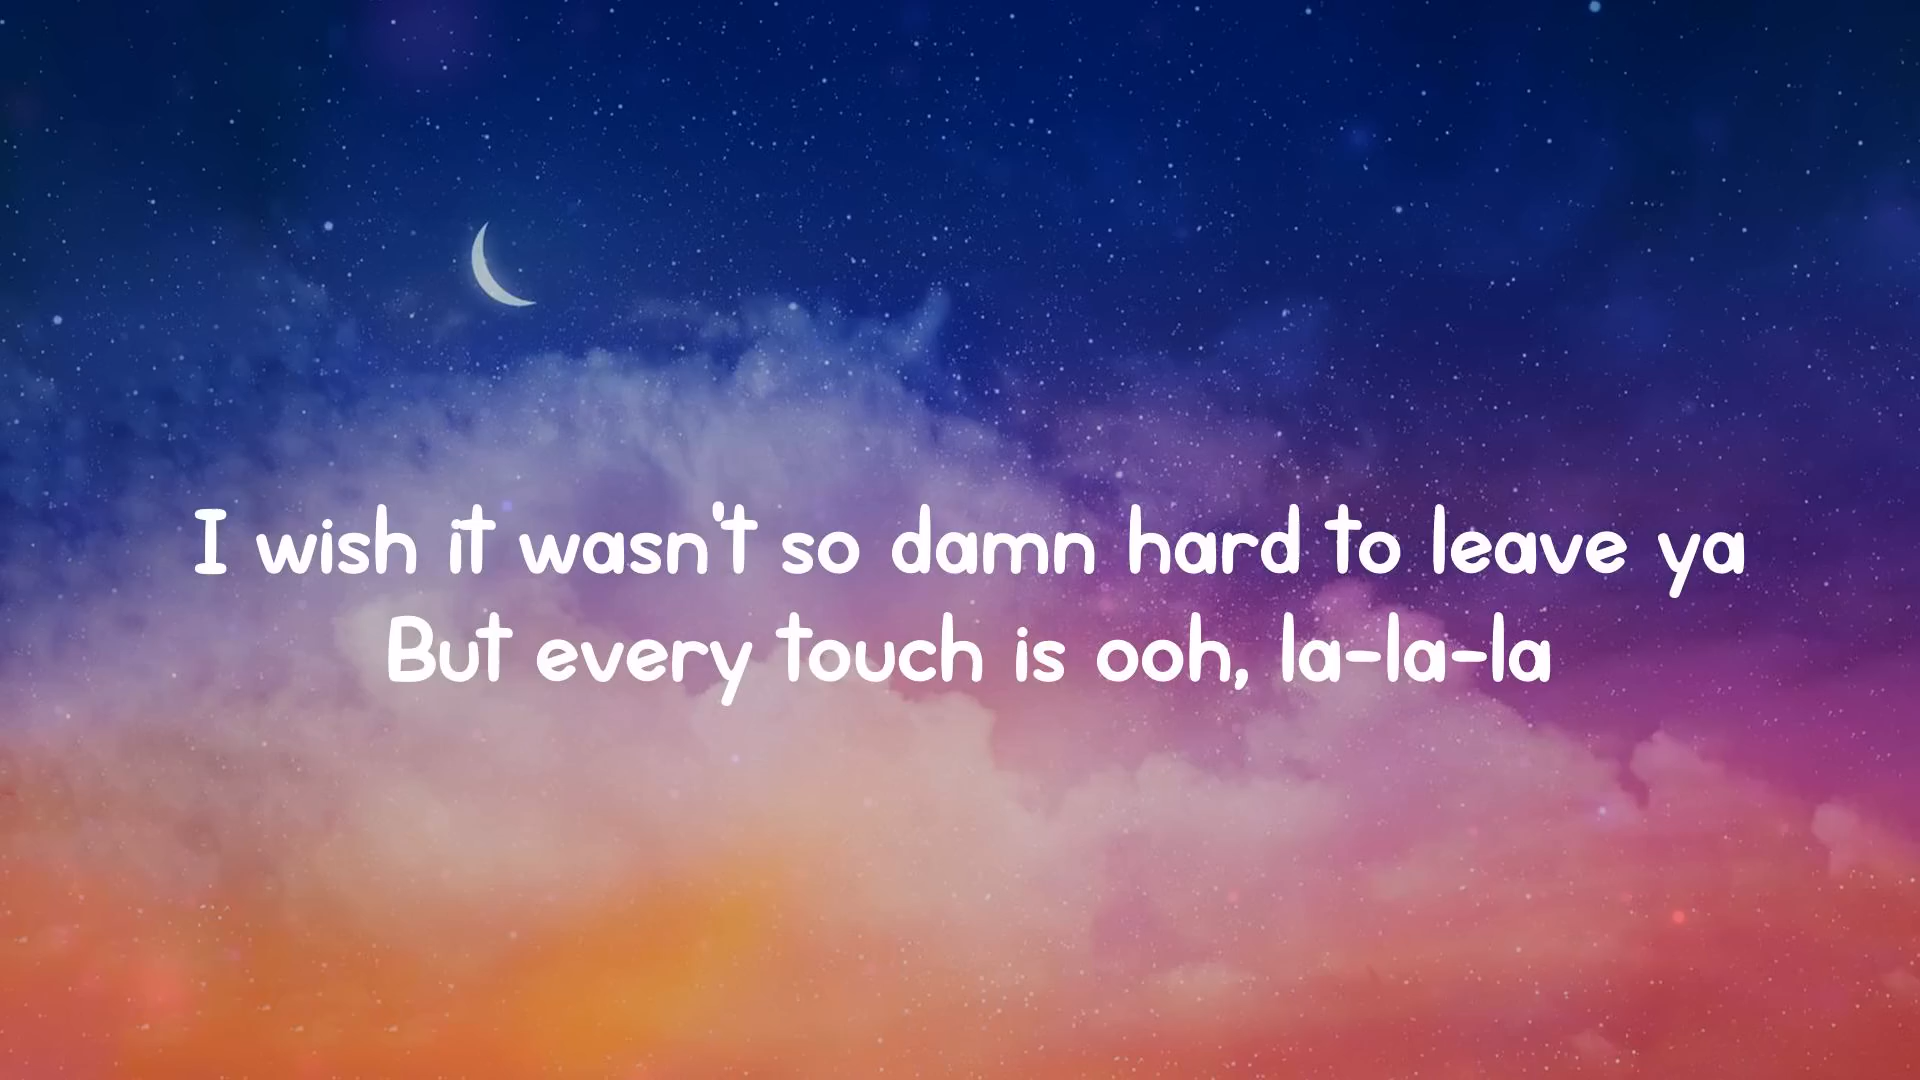 I wish it wasn't so damn hard to leave ya
But every touch is ooh, la-la-la